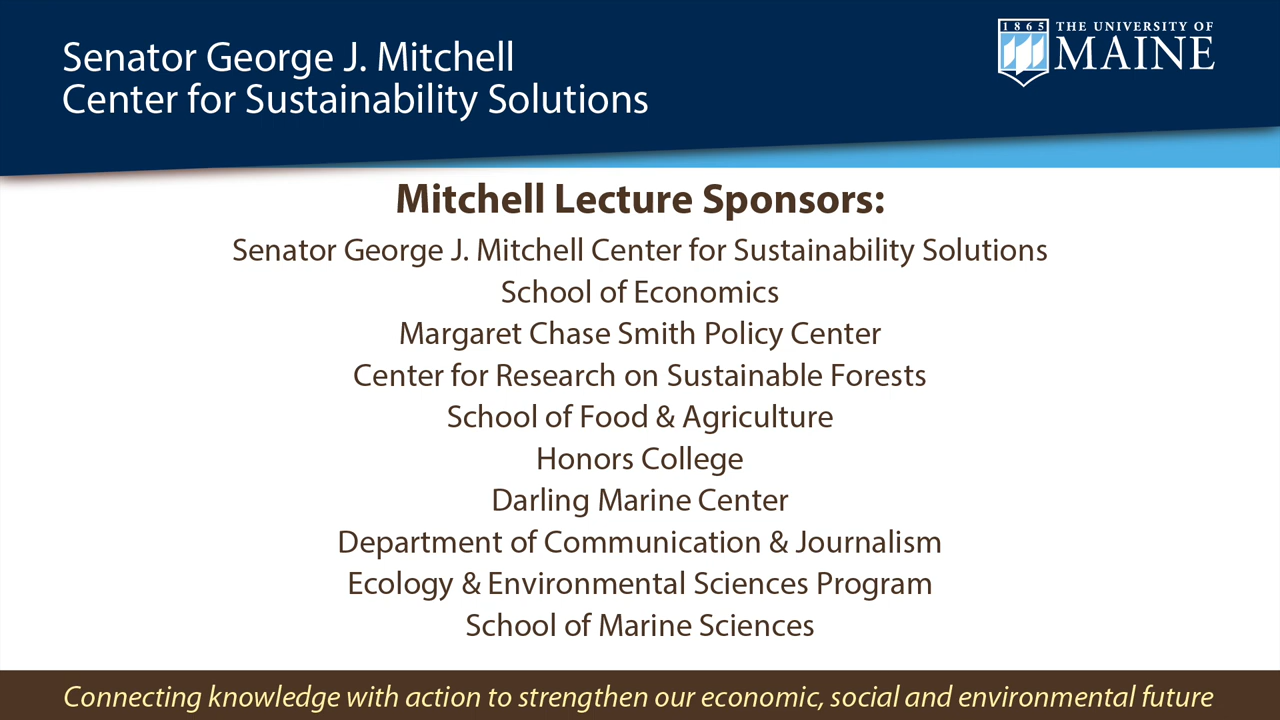 Senator George J. Mitchell
Center for Sustainability Solutions
1865
THE UNIVERSITY OF
MAINE
Mitchell Lecture Sponsors:
Senator George J. Mitchell Center for Sustainability Solutions
School of Economics
Margaret Chase Smith Policy Center
Center for Research on Sustainable Forests
School of Food & Agriculture
Honors College
Darling Marine Center
Department of Communication & Journalism
Ecology & Environmental Sciences Program
School of Marine Sciences
Connecting knowledge with action to strengthen our economic, social and environmental future